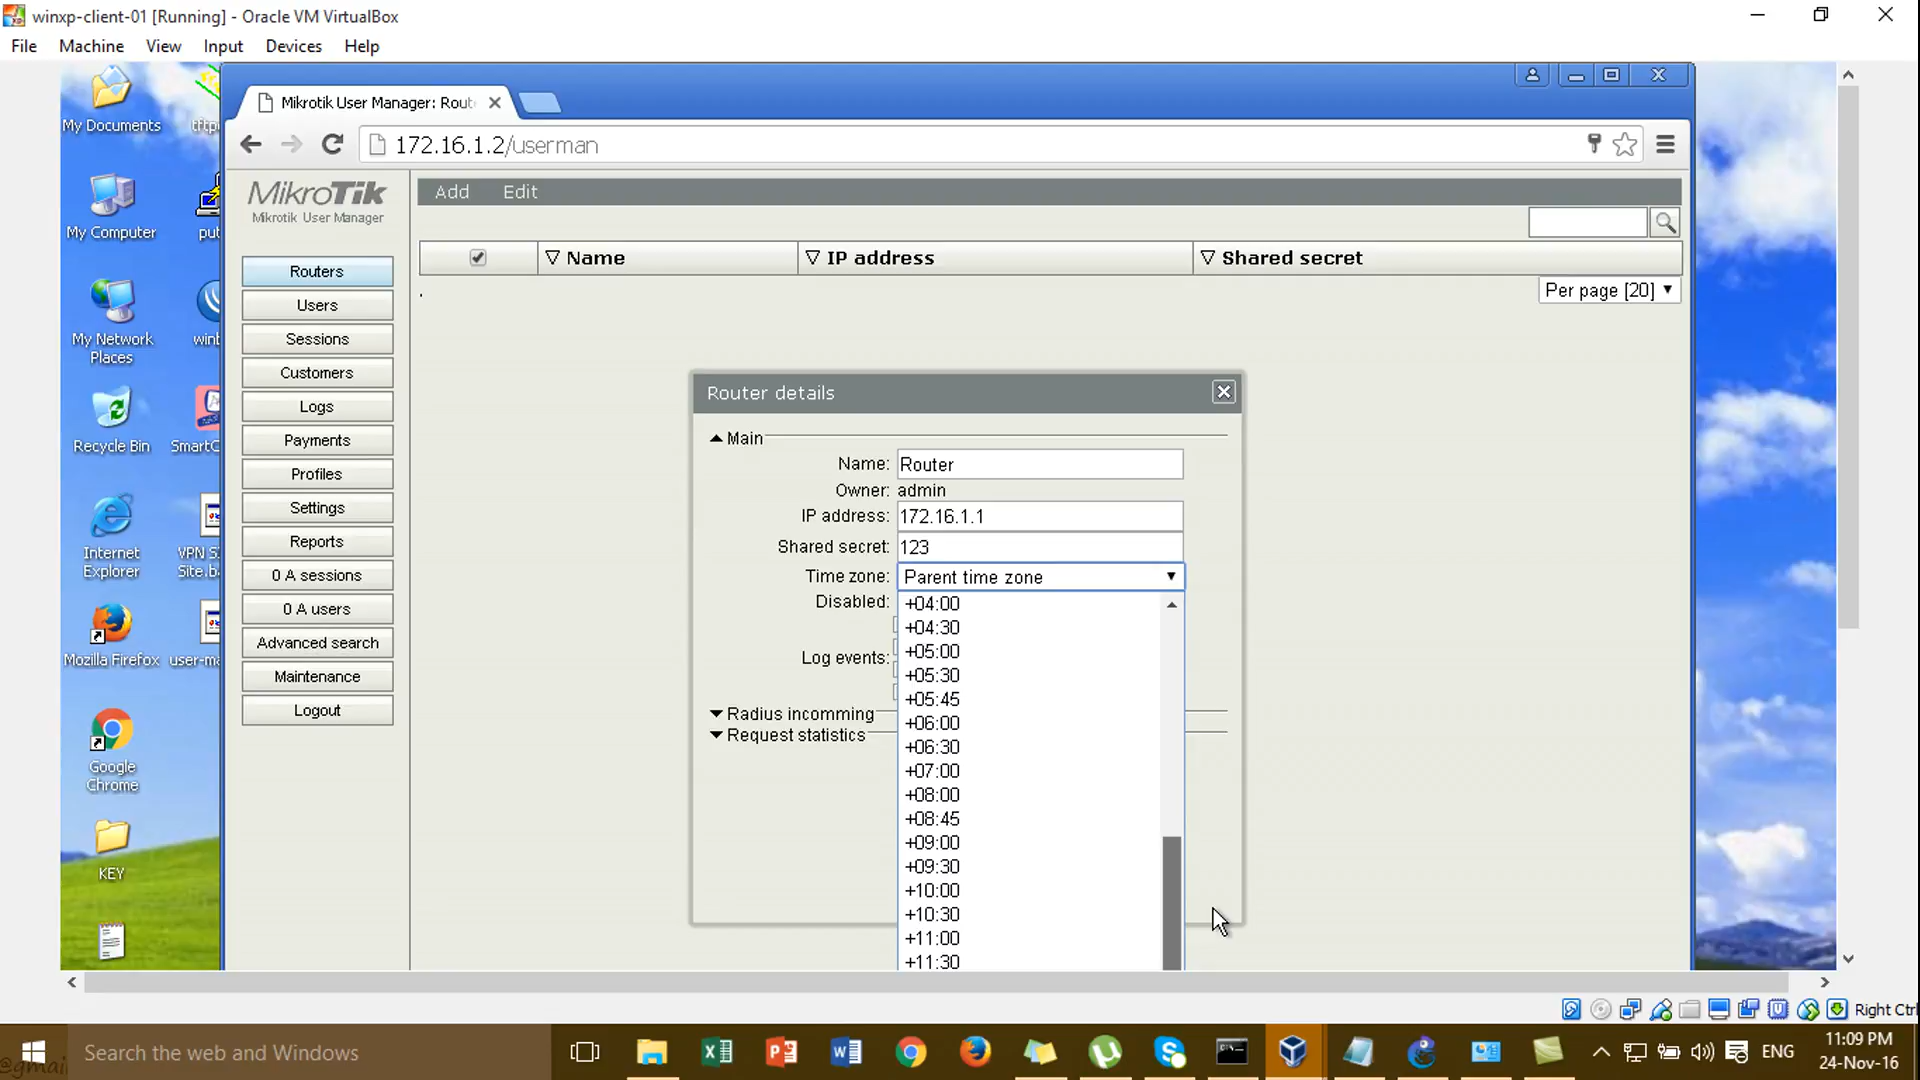 winxp-client-01 [Running] - Oracle VM VirtualBox
File Machine View Input Devices Help
My Documents
My Computer
put
My Network
Places
Recycle Bin
Internet
Explorer
VPN S
Site.b
Mozilla Firefox
user-ma
Google
Chrome
KEY
Mikrotik User Manager: Rout
172.16.1.2/userman
MikroTik
Mikrotik User Manager
Routers
Users
Sessions
Customers
Logs
Payments
Profiles
Settings
Reports
0 A sessions
0 A users
Advanced search
Maintenance
Logout
Add Edit
Name IP address Shared secret
Per page [20]
Router details
Main
Name: Router
Owner: admin
IP address: 172.16.1.1
Shared secret: 123
Time zone: Parent time zone
Disabled:
Log events:
+04:00
+04:30
+05:00
+05:30
+05:45
+06:00
+06:30
+07:00
+08:00
+08:45
+09:00
+09:30
+10:00
+10:30
+11:00
+11:30
Radius incomming
Request statistics
Right Ctrl
Search the web and Windows
ENG
11:09 PM
24-Nov-16